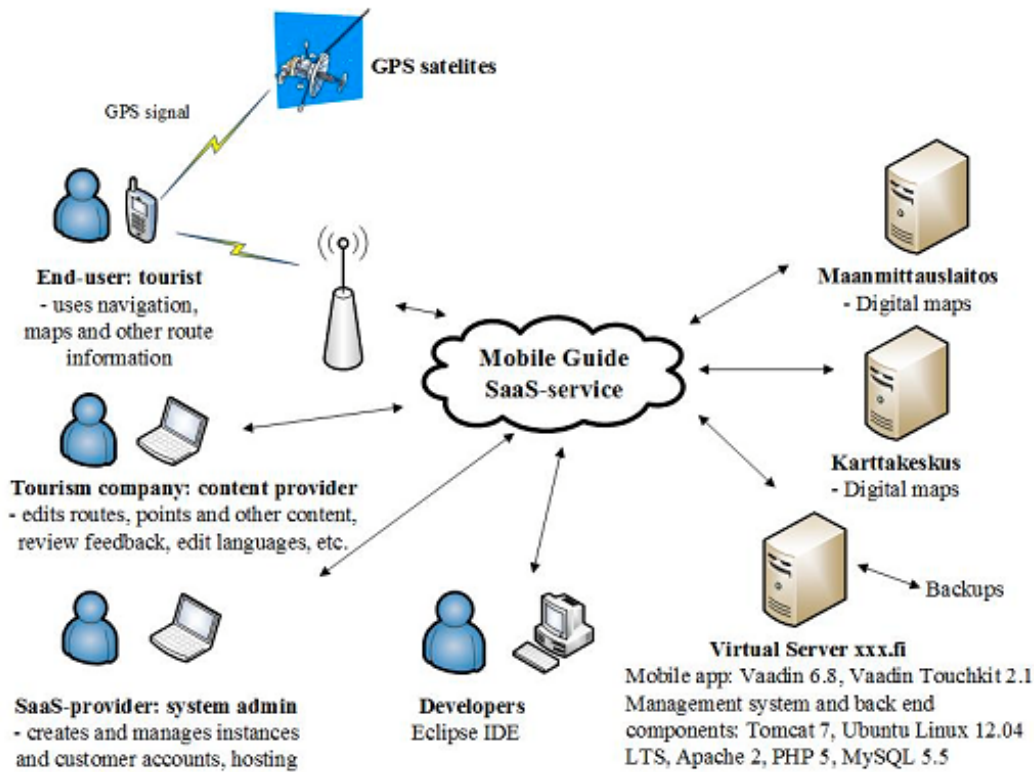 GPS satelites
GPS signal
End-user: tourist
- uses navigation,
maps and other route
information
Mobile Guide
SaaS-service
Maanmittauslaitos
- Digital maps
Karttakeskus
- Digital maps
Tourism company: content provider
- edits routes, points and other content,
review feedback, edit languages, etc.
SaaS-provider: system admin
- creates and manages instances
and customer accounts, hosting
Developers
Eclipse IDE
Backups
Virtual Server xxx.fi
Mobile app: Vaadin 6.8, Vaadin Touchkit 2.1
Management system and back end
components: Tomcat 7, Ubuntu Linux 12.04
LTS, Apache 2, PHP 5, MySQL 5.5